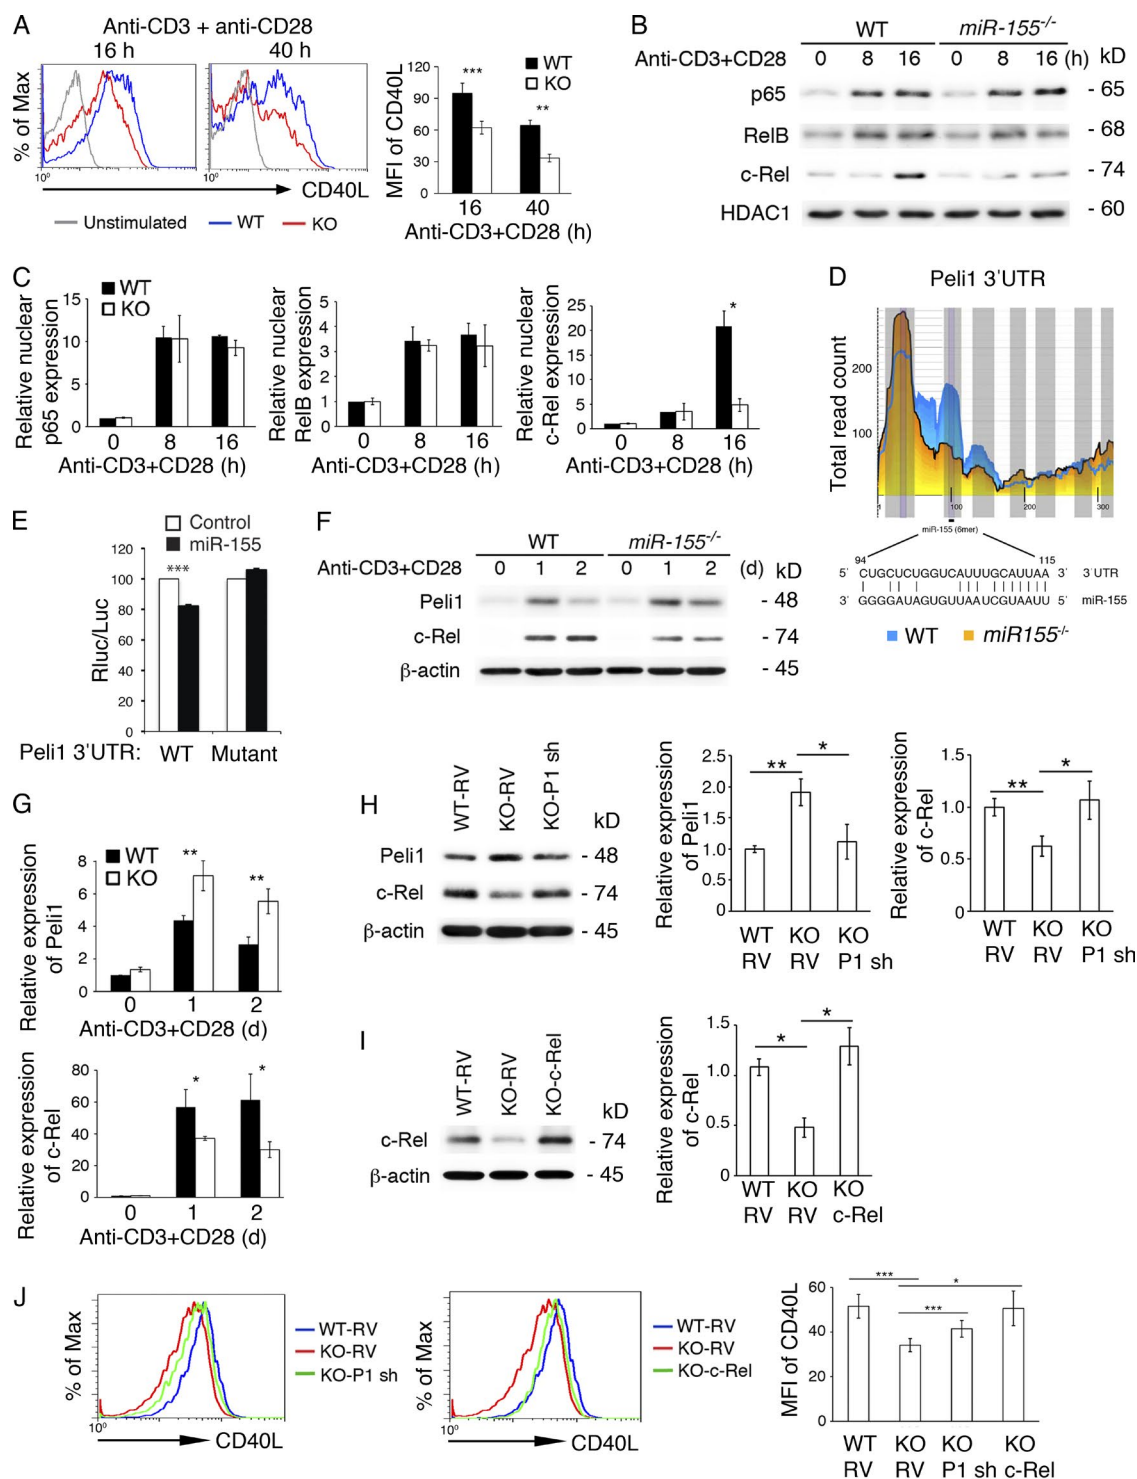 A
Anti-CD3 + anti-CD28
16 h
40 h
% of Max
10⁰
10⁰
CD40L
Unstimulated
WT
KO
MFI of CD40L
120
90
60
30
0
***
**
WT
KO
16
40
Anti-CD3+CD28 (h)
B
WT
miR-155-/-
Anti-CD3+CD28
0 8 16 0 8 16 (h) kD
p65 - 65
RelB - 68
c-Rel - 74
HDAC1 - 60
C
Relative nuclear
p65 expression
15
10
5
0
WT
KO
0 8 16
Anti-CD3+CD28 (h)
Relative nuclear
RelB expression
5
4
3
2
1
0
0 8 16
Anti-CD3+CD28 (h)
Relative nuclear
c-Rel expression
25
20
15
10
5
0
*
0 8 16
Anti-CD3+CD28 (h)
D
Peli1 3'UTR
Total read count
200
100
1 100 200 300
miR-155 (6mer)
94 115
5' CUGCUCUGGUCAUUUGCAUUAA 3' 3'UTR
3' GGGGAUAGUGUUAAUCGUAAUU 5' miR-155
WT
miR155-/-
E
Control
miR-155
Rluc/Luc
120
100
80
60
40
20
0
***
Peli1 3'UTR: WT Mutant
F
WT
miR-155-/-
Anti-CD3+CD28 0 1 2 0 1 2 (d) kD
Peli1 - 48
c-Rel - 74
β-actin - 45
G
Relative expression
of Peli1
8
6
4
2
0
WT
KO
**
**
0 1 2
Anti-CD3+CD28 (d)
Relative expression
of c-Rel
80
60
40
20
0
*
*
0 1 2
Anti-CD3+CD28 (d)
H
WT-RV
KO-RV
KO-P1 sh
kD
Peli1 - 48
c-Rel - 74
β-actin - 45
Relative expression
of Peli1
2.5
2.0
1.5
1.0
0.5
0
**
*
WT KO KO
RV RV P1 sh
Relative expression
of c-Rel
1.5
1.0
0.5
0
**
*
WT KO KO
RV RV P1 sh
I
WT-RV
KO-RV
KO-c-Rel
kD
c-Rel - 74
β-actin - 45
Relative expression
of c-Rel
1.5
1.0
0.5
0
*
*
WT KO KO
RV RV c-Rel
J
% of Max
10⁰
CD40L
WT-RV
KO-RV
KO-P1 sh
% of Max
10⁰
CD40L
WT-RV
KO-RV
KO-c-Rel
MFI of CD40L
60
40
20
0
***
*
***
WT KO KO KO
RV RV P1 sh c-Rel